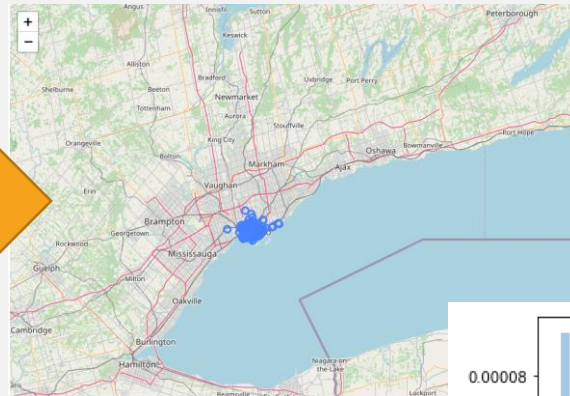 Angus
Innisfil
Sutton
Peterborough
+
−
Keswick
Alliston
Bradford
Uxbridge
Port Perry
Shelburne
Beeton
Newmarket
Tottenham
Aurora
Orangeville
King City
Stouffville
Port Hope
Bolton
Markham
Bowmanville
Oshawa
Vaughan
Ajax
Erin
Brampton
Georgetown
Rockwood
Mississauga
Guelph
Milton
Oakville
Cambridge
Burlington
Niagara-on
the-Lake
Hamilton
0.00008
Beamsville
Lockport